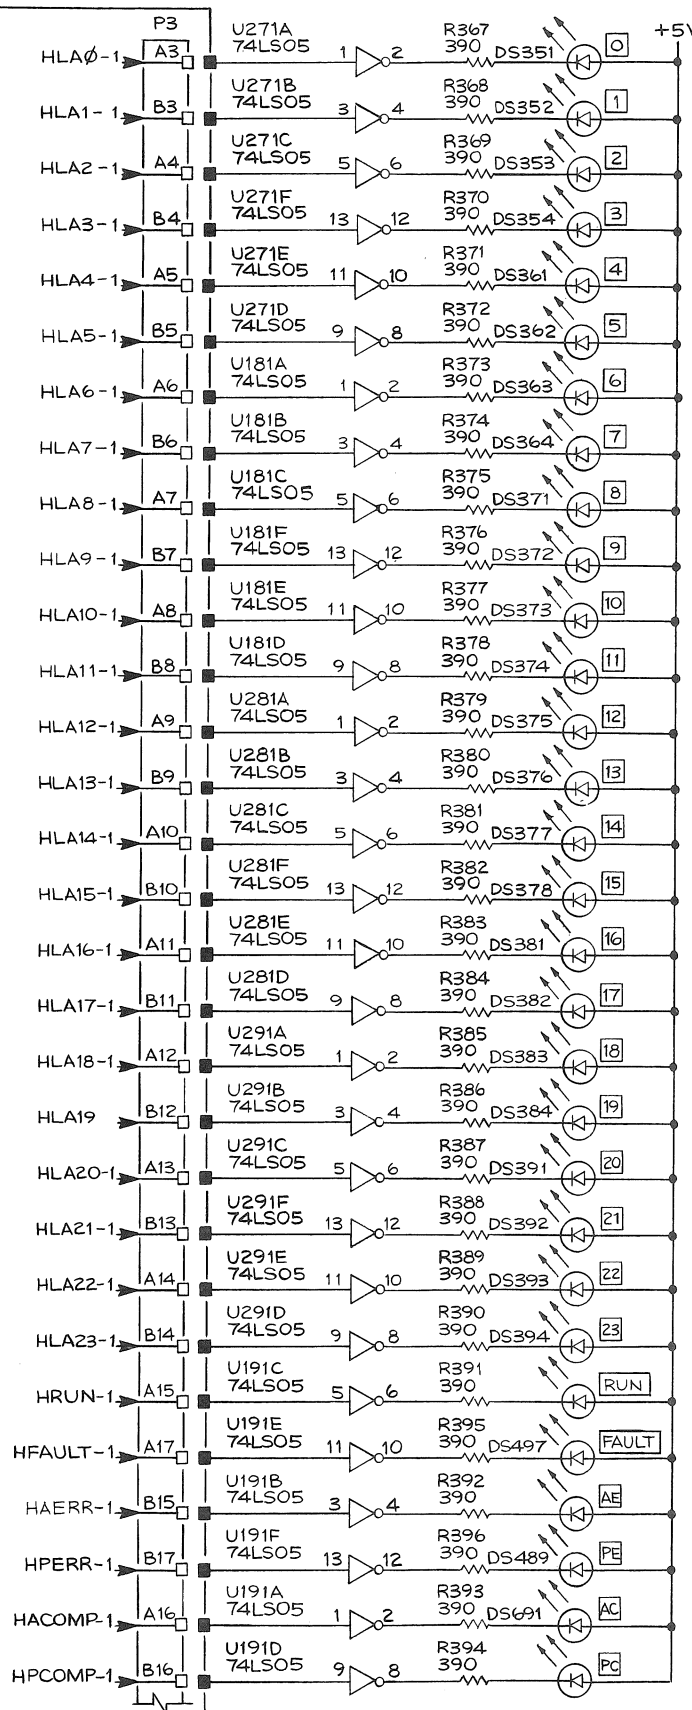 P3 +5V
HLAØ-1 A3 U271A 74LS05 1 2 R367 390 DS351 0
HLA1-1 B3 U271B 74LS05 3 4 R368 390 DS352 1
HLA2-1 A4 U271C 74LS05 5 6 R369 390 DS353 2
HLA3-1 B4 U271F 74LS05 13 12 R370 390 DS354 3
HLA4-1 A5 U271E 74LS05 11 10 R371 390 DS361 4
HLA5-1 B5 U271D 74LS05 9 8 R372 390 DS362 5
HLA6-1 A6 U181A 74LS05 1 2 R373 390 DS363 6
HLA7-1 B6 U181B 74LS05 3 4 R374 390 DS364 7
HLA8-1 A7 U181C 74LS05 5 6 R375 390 DS371 8
HLA9-1 B7 U181F 74LS05 13 12 R376 390 DS372 9
HLA10-1 A8 U181E 74LS05 11 10 R377 390 DS373 10
HLA11-1 B8 U181D 74LS05 9 8 R378 390 DS374 11
HLA12-1 A9 U281A 74LS05 1 2 R379 390 DS375 12
HLA13-1 B9 U281B 74LS05 3 4 R380 390 DS376 13
HLA14-1 A10 U281C 74LS05 5 6 R381 390 DS377 14
HLA15-1 B10 U281F 74LS05 13 12 R382 390 DS378 15
HLA16-1 A11 U281E 74LS05 11 10 R383 390 DS381 16
HLA17-1 B11 U281D 74LS05 9 8 R384 390 DS382 17
HLA18-1 A12 U291A 74LS05 1 2 R385 390 DS383 18
HLA19 B12 U291B 74LS05 3 4 R386 390 DS384 19
HLA20-1 A13 U291C 74LS05 5 6 R387 390 DS391 20
HLA21-1 B13 U291F 74LS05 13 12 R388 390 DS392 21
HLA22-1 A14 U291E 74LS05 11 10 R389 390 DS393 22
HLA23-1 B14 U291D 74LS05 9 8 R390 390 DS394 23
HRUN-1 A15 U191C 74LS05 5 6 R391 390 RUN
HFAULT-1 A17 U191E 74LS05 11 10 R395 390 DS497 FAULT
HAERR-1 B15 U191B 74LS05 3 4 R392 390 AE
HPERR-1 B17 U191F 74LS05 13 12 R396 390 DS489 PE
HACOMP-1 A16 U191A 74LS05 1 2 R393 390 DS691 AC
HPCOMP-1 B16 U191D 74LS05 9 8 R394 390 PC